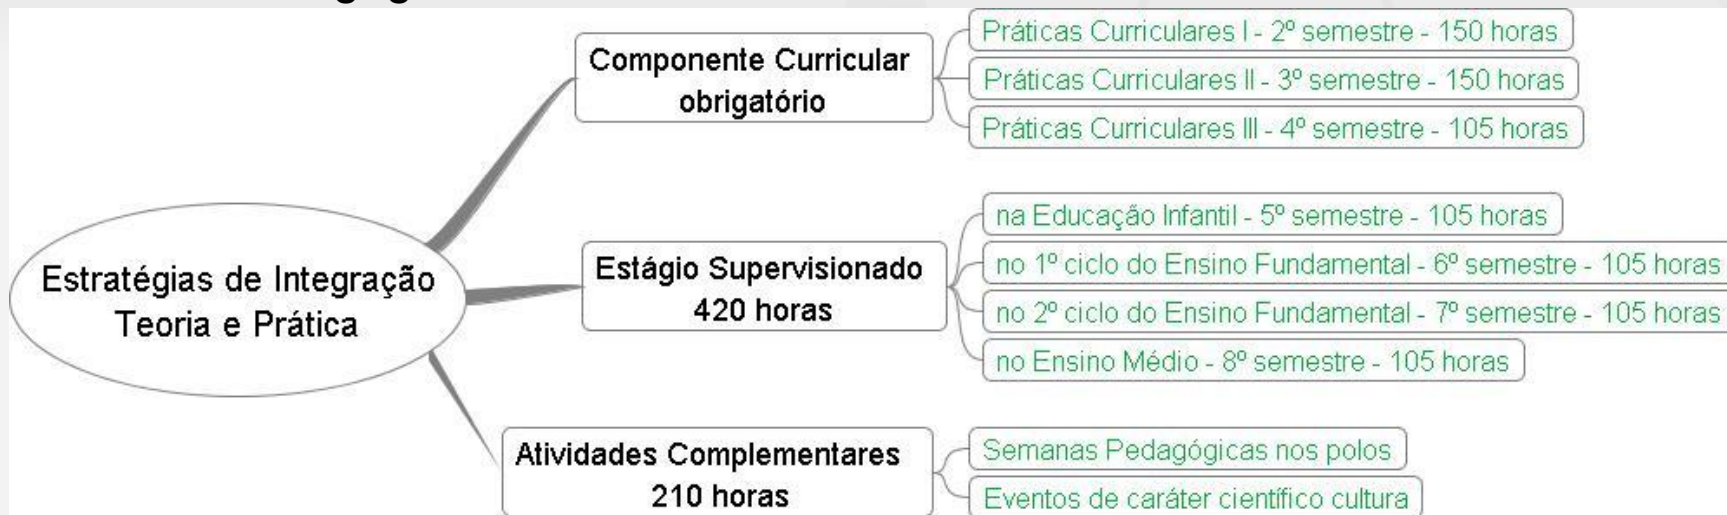 Estratégias de Integração
Teoria e Prática
Componente Curricular
obrigatório
Práticas Curriculares I - 2º semestre - 150 horas
Práticas Curriculares II - 3º semestre - 150 horas
Práticas Curriculares III - 4º semestre - 105 horas
Estágio Supervisionado
420 horas
na Educação Infantil - 5º semestre - 105 horas
no 1º ciclo do Ensino Fundamental - 6º semestre - 105 horas
no 2º ciclo do Ensino Fundamental - 7º semestre - 105 horas
no Ensino Médio - 8º semestre - 105 horas
Atividades Complementares
210 horas
Semanas Pedagógicas nos polos
Eventos de caráter científico cultura